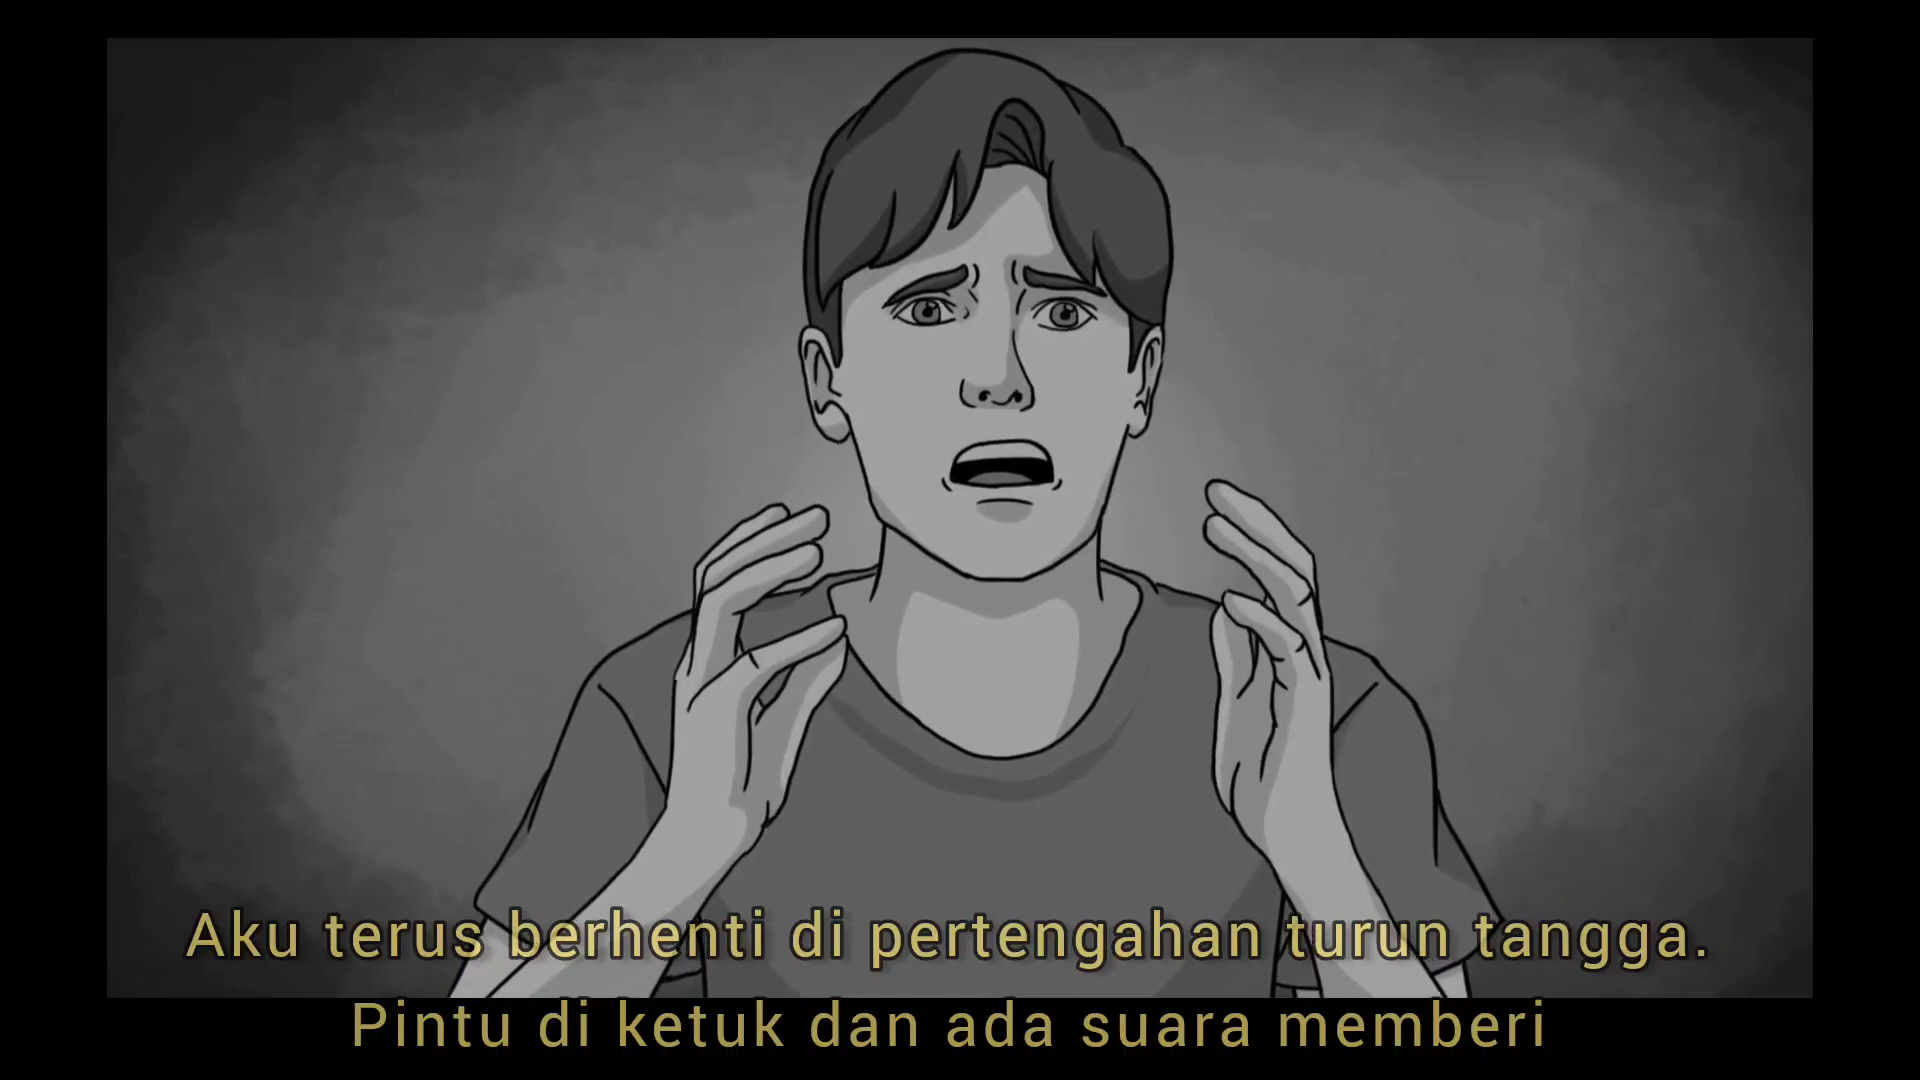 Aku terus berhenti di pertengahan turun tangga.
Pintu di ketuk dan ada suara memberi